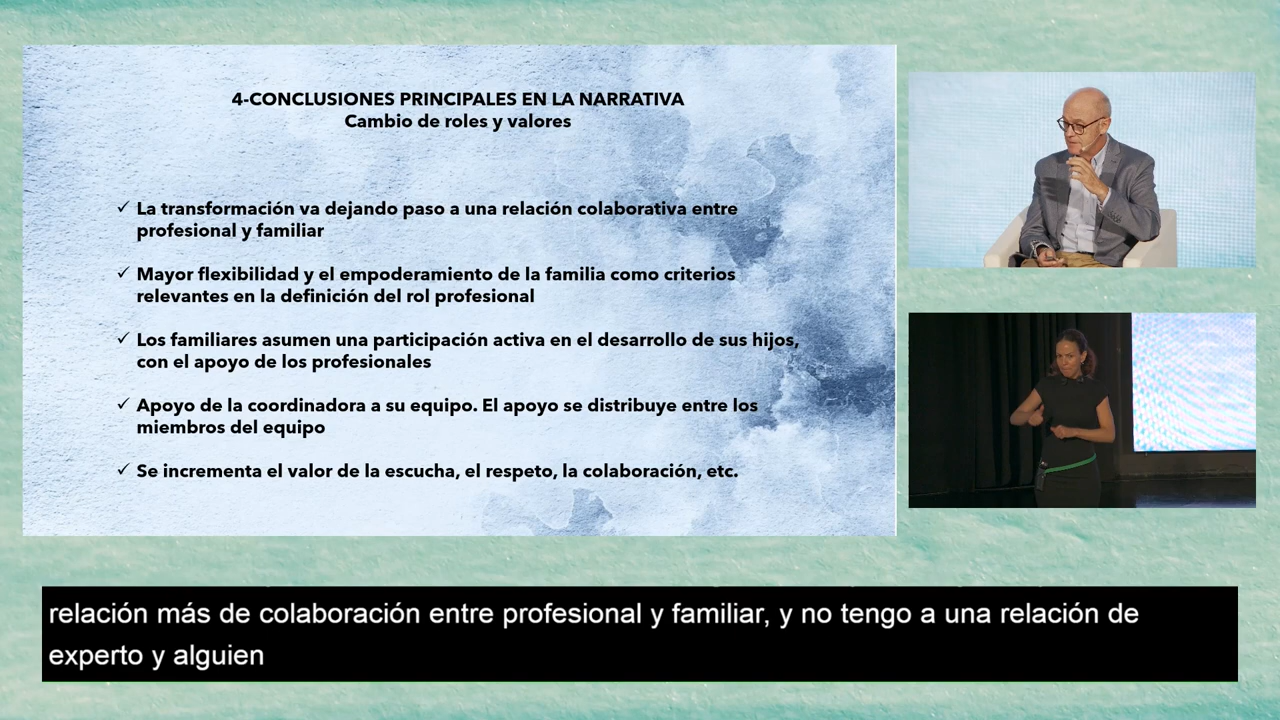 4-CONCLUSIONES PRINCIPALES EN LA NARRATIVA
Cambio de roles y valores
✓ La transformación va dejando paso a una relación colaborativa entre
profesional y familiar
✓ Mayor flexibilidad y el empoderamiento de la familia como criterios
relevantes en la definición del rol profesional
✓ Los familiares asumen una participación activa en el desarrollo de sus hijos,
con el apoyo de los profesionales
✓ Apoyo de la coordinadora a su equipo. El apoyo se distribuye entre los
miembros del equipo
✓ Se incrementa el valor de la escucha, el respeto, la colaboración, etc.
relación más de colaboración entre profesional y familiar, y no tengo a una relación de
experto y alguien